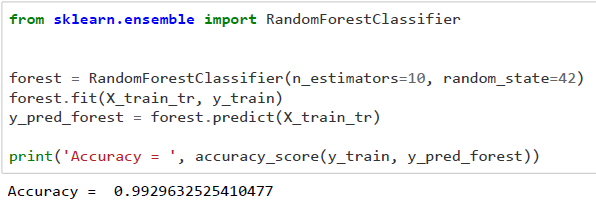 from sklearn.ensemble import RandomForestClassifier
forest = RandomForestClassifier(n_estimators=10, random_state=42)
forest.fit(X_train_tr, y_train)
y_pred_forest = forest.predict(X_train_tr)
print('Accuracy = ', accuracy_score(y_train, y_pred_forest))
Accuracy =  0.9929632525410477